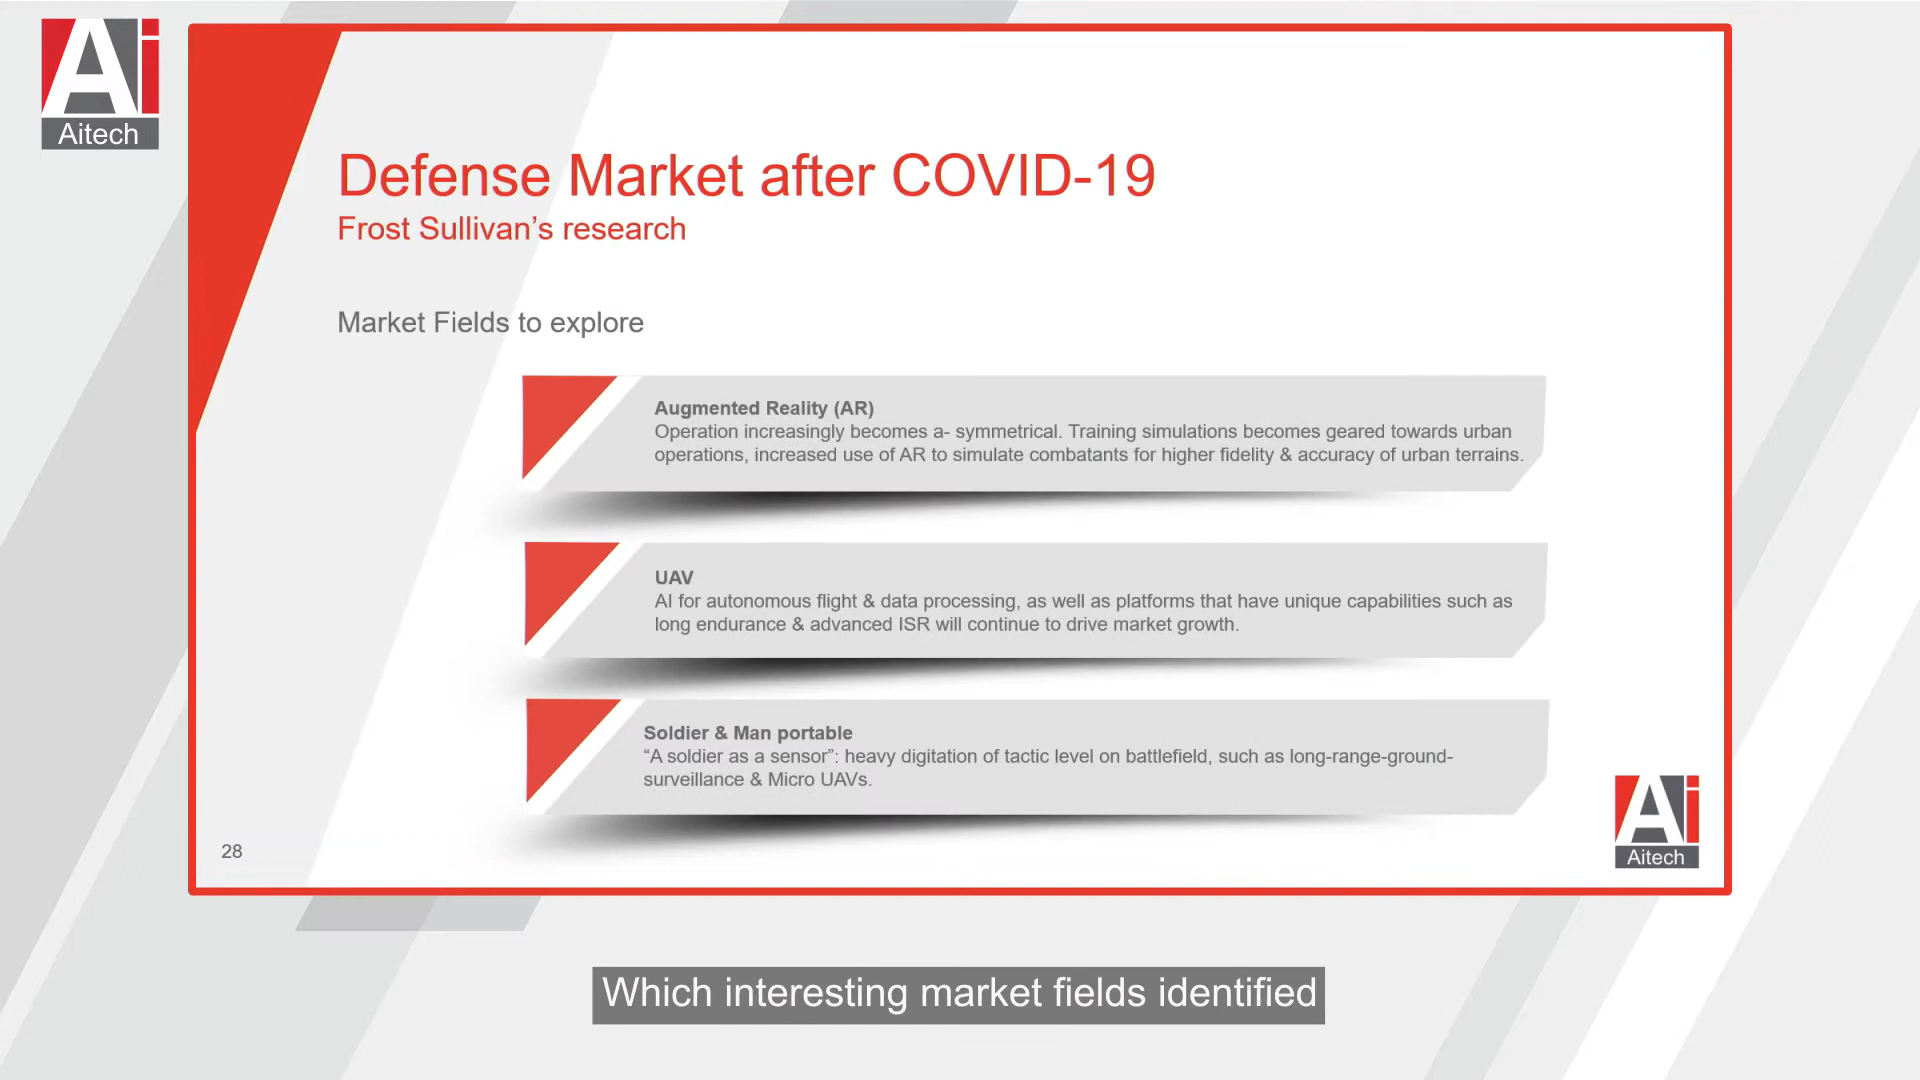 Ai
Aitech
Defense Market after COVID-19
Frost Sullivan’s research
Market Fields to explore
Augmented Reality (AR)
Operation increasingly becomes a- symmetrical. Training simulations becomes geared towards urban
operations, increased use of AR to simulate combatants for higher fidelity & accuracy of urban terrains.
UAV
AI for autonomous flight & data processing, as well as platforms that have unique capabilities such as
long endurance & advanced ISR will continue to drive market growth.
Soldier & Man portable
“A soldier as a sensor”: heavy digitation of tactic level on battlefield, such as long-range-ground-
surveillance & Micro UAVs.
28
Ai
Aitech
Which interesting market fields identified